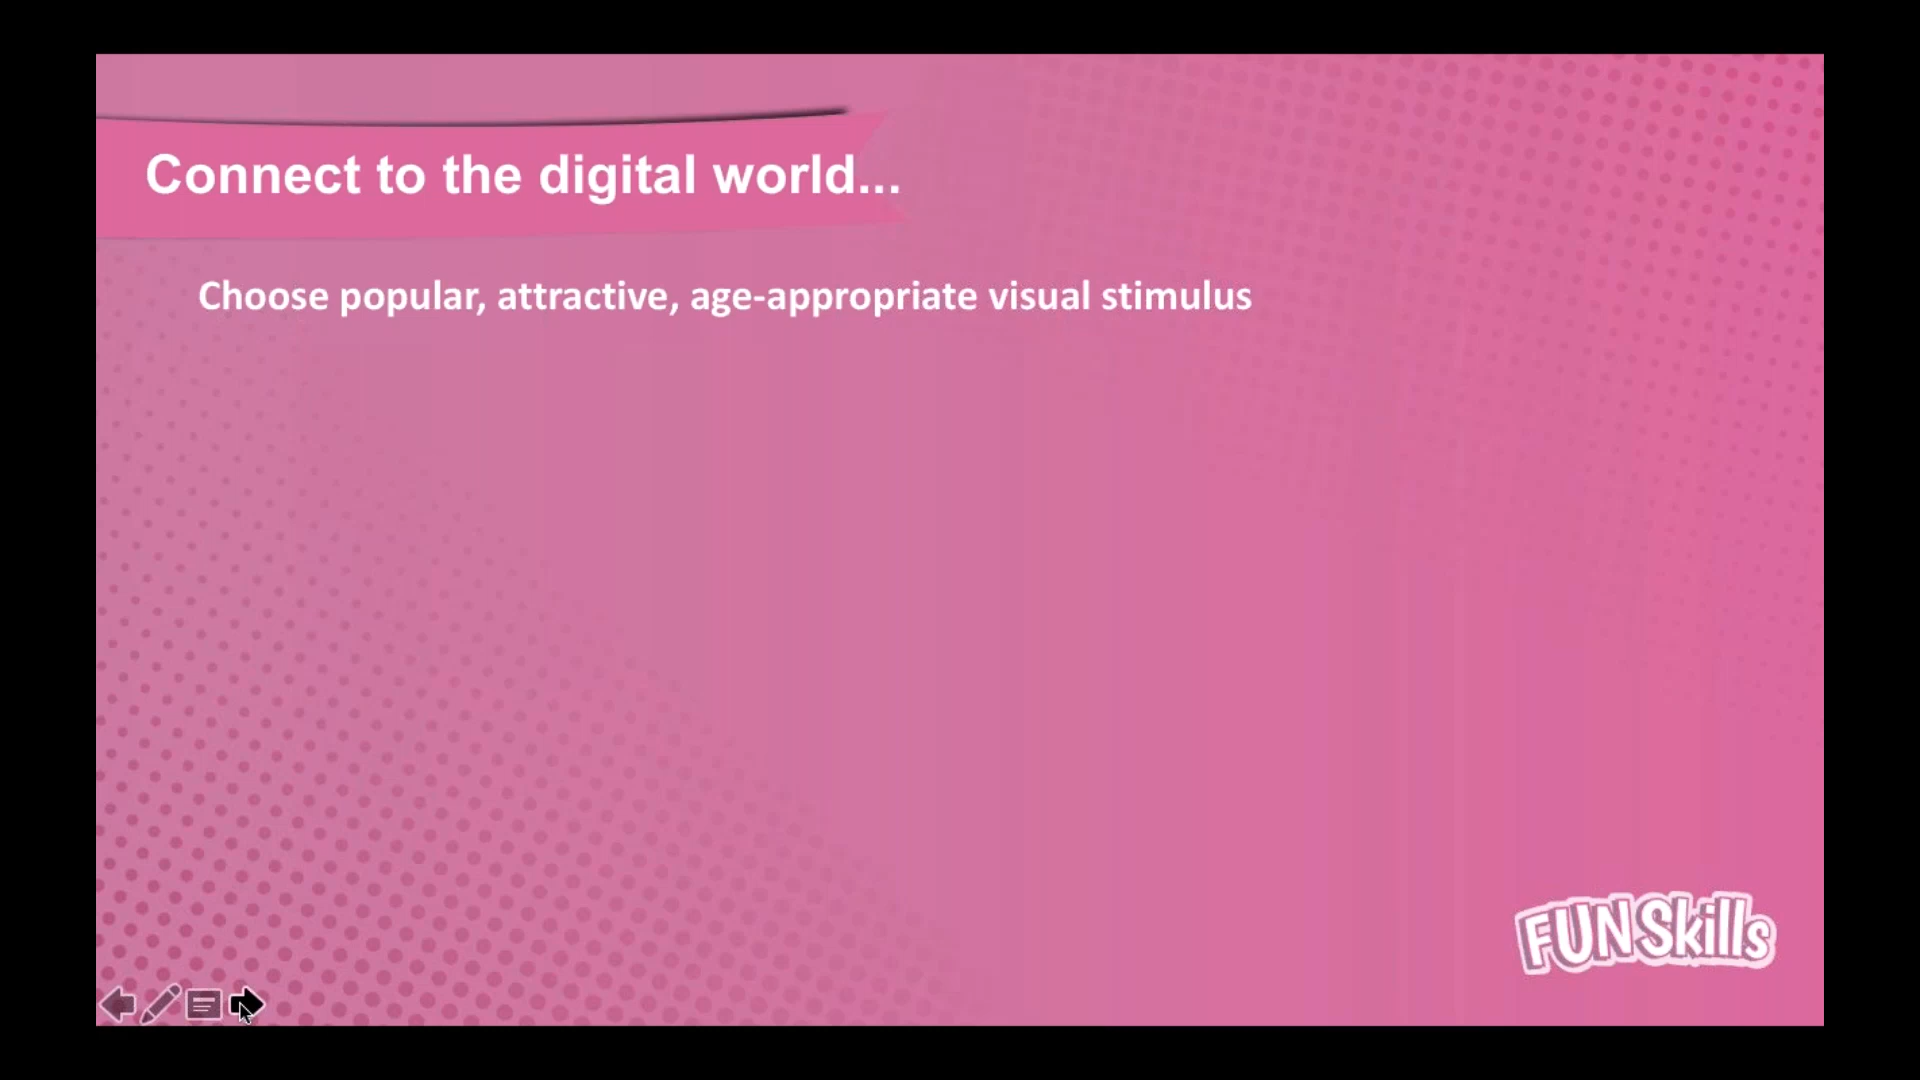 Connect to the digital world...
Choose popular, attractive, age-appropriate visual stimulus
FUN Skills